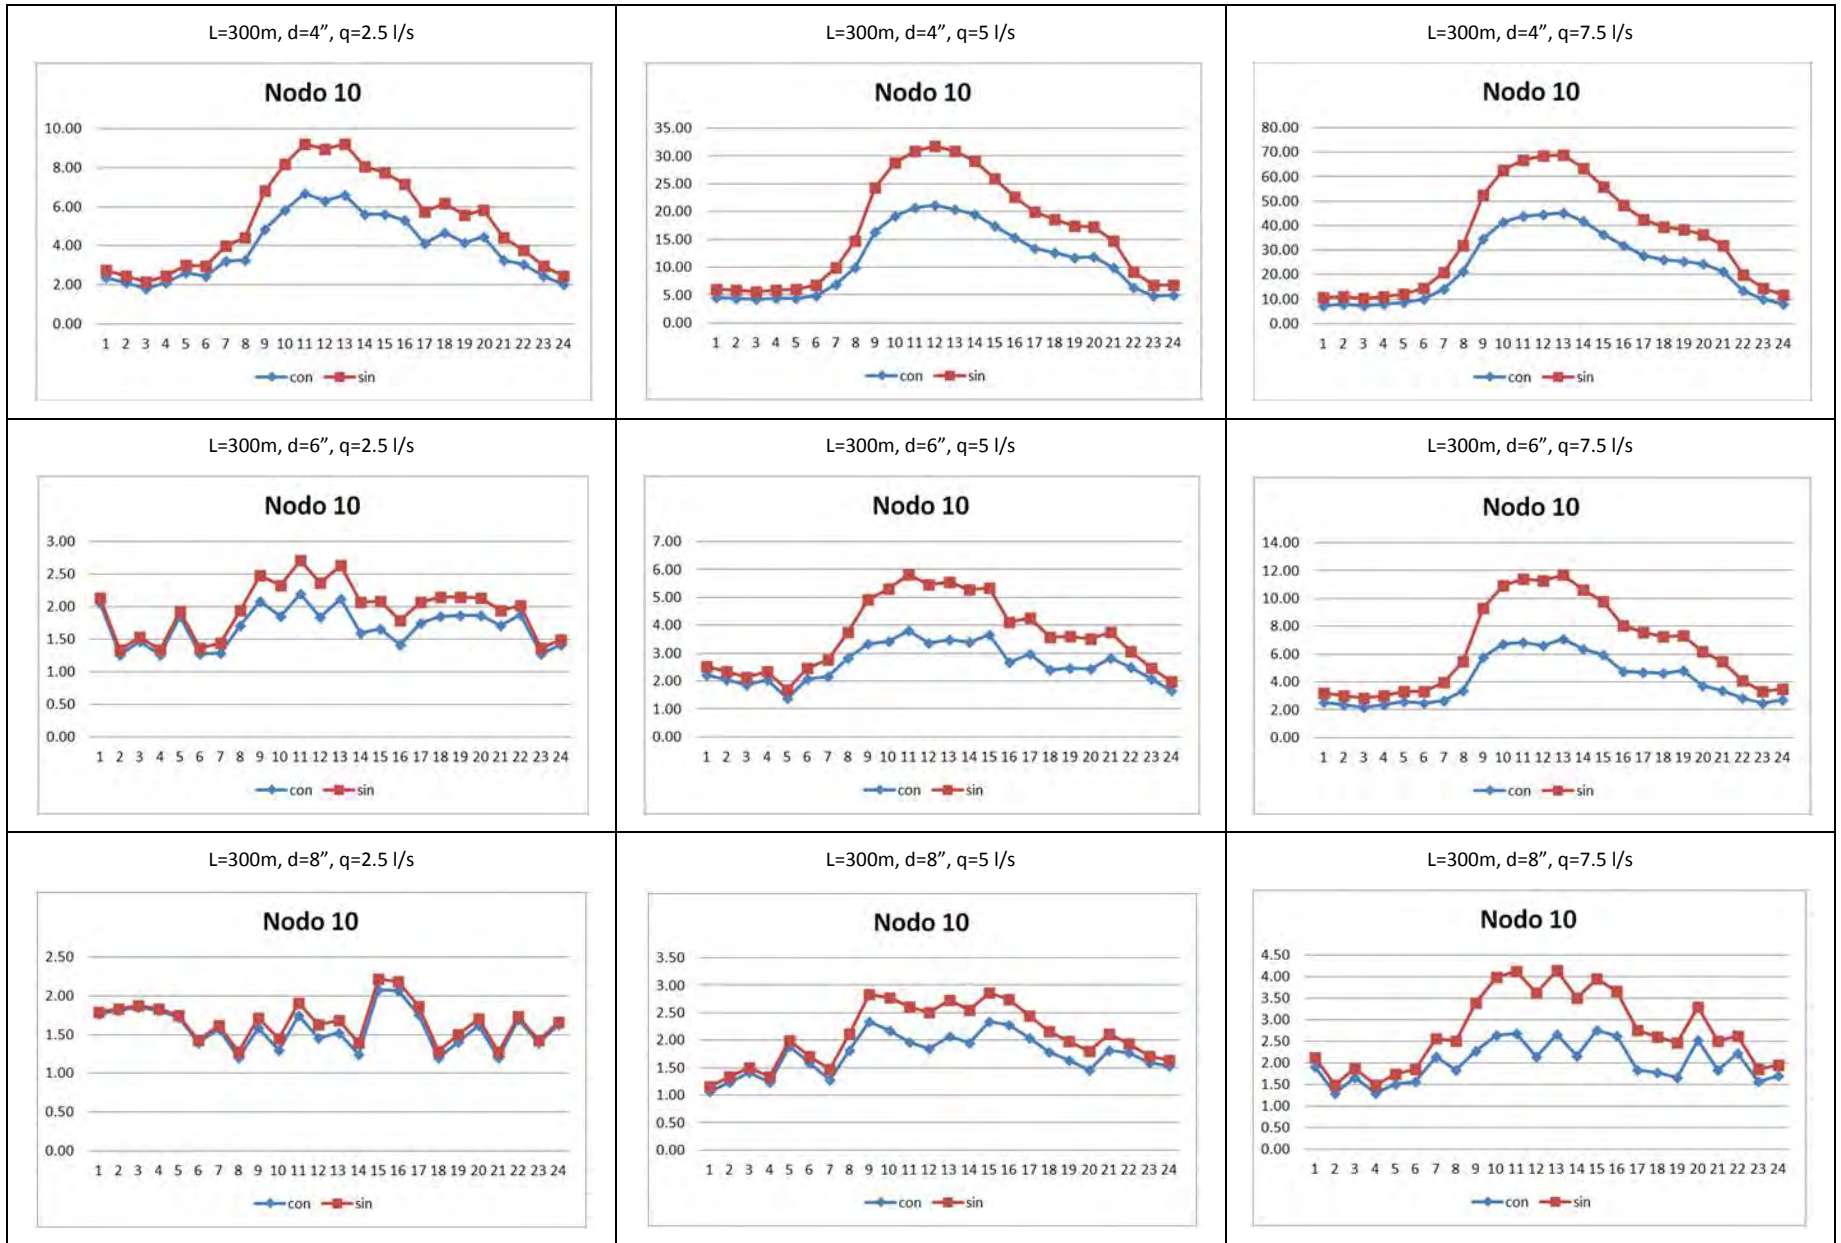 L=300m, d=4”, q=2.5 l/s
Nodo 10
10.00
8.00
6.00
4.00
2.00
0.00
1 2 3 4 5 6 7 8 9 10 11 12 13 14 15 16 17 18 19 20 21 22 23 24
con sin
L=300m, d=4”, q=5 l/s
Nodo 10
35.00
30.00
25.00
20.00
15.00
10.00
5.00
0.00
1 2 3 4 5 6 7 8 9 10 11 12 13 14 15 16 17 18 19 20 21 22 23 24
con sin
L=300m, d=4”, q=7.5 l/s
Nodo 10
80.00
70.00
60.00
50.00
40.00
30.00
20.00
10.00
0.00
1 2 3 4 5 6 7 8 9 10 11 12 13 14 15 16 17 18 19 20 21 22 23 24
con sin
L=300m, d=6”, q=2.5 l/s
Nodo 10
3.00
2.50
2.00
1.50
1.00
0.50
0.00
1 2 3 4 5 6 7 8 9 10 11 12 13 14 15 16 17 18 19 20 21 22 23 24
con sin
L=300m, d=6”, q=5 l/s
Nodo 10
7.00
6.00
5.00
4.00
3.00
2.00
1.00
0.00
1 2 3 4 5 6 7 8 9 10 11 12 13 14 15 16 17 18 19 20 21 22 23 24
con sin
L=300m, d=6”, q=7.5 l/s
Nodo 10
14.00
12.00
10.00
8.00
6.00
4.00
2.00
0.00
1 2 3 4 5 6 7 8 9 10 11 12 13 14 15 16 17 18 19 20 21 22 23 24
con sin
L=300m, d=8”, q=2.5 l/s
Nodo 10
2.50
2.00
1.50
1.00
0.50
0.00
1 2 3 4 5 6 7 8 9 10 11 12 13 14 15 16 17 18 19 20 21 22 23 24
con sin
L=300m, d=8”, q=5 l/s
Nodo 10
3.50
3.00
2.50
2.00
1.50
1.00
0.50
0.00
1 2 3 4 5 6 7 8 9 10 11 12 13 14 15 16 17 18 19 20 21 22 23 24
con sin
L=300m, d=8”, q=7.5 l/s
Nodo 10
4.50
4.00
3.50
3.00
2.50
2.00
1.50
1.00
0.50
0.00
1 2 3 4 5 6 7 8 9 10 11 12 13 14 15 16 17 18 19 20 21 22 23 24
con sin